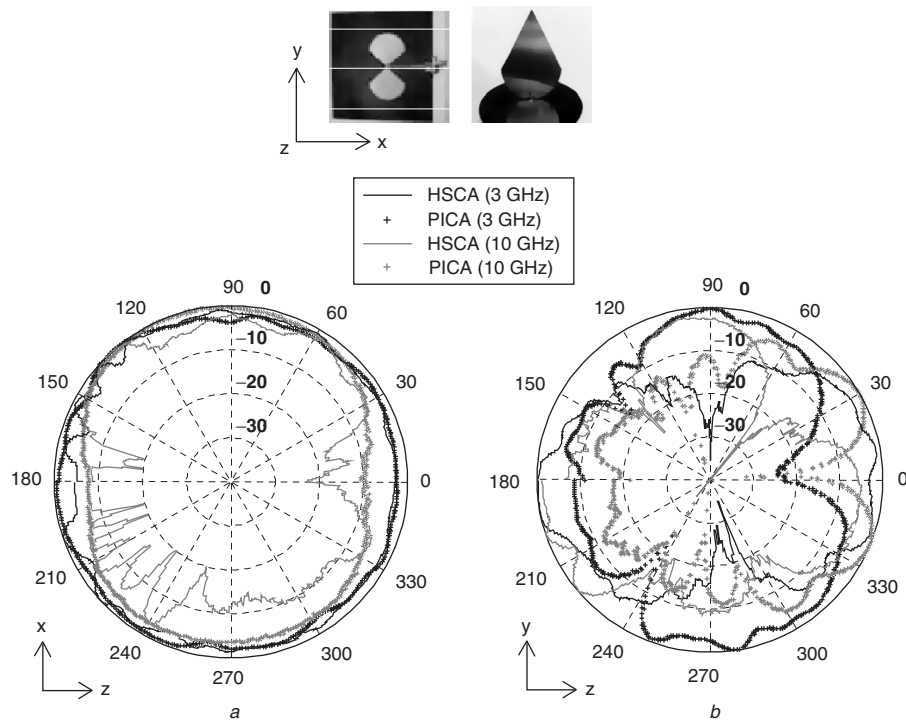 y
z
x
HSCA (3 GHz)
PICA (3 GHz)
HSCA (10 GHz)
PICA (10 GHz)
90 0
120 60
−10
150 30
−20
−30
180 0
210 330
240 300
270
x
z
a
90 0
120 60
−10
150 30
−20
−30
180 0
210 330
240 300
270
y
z
b